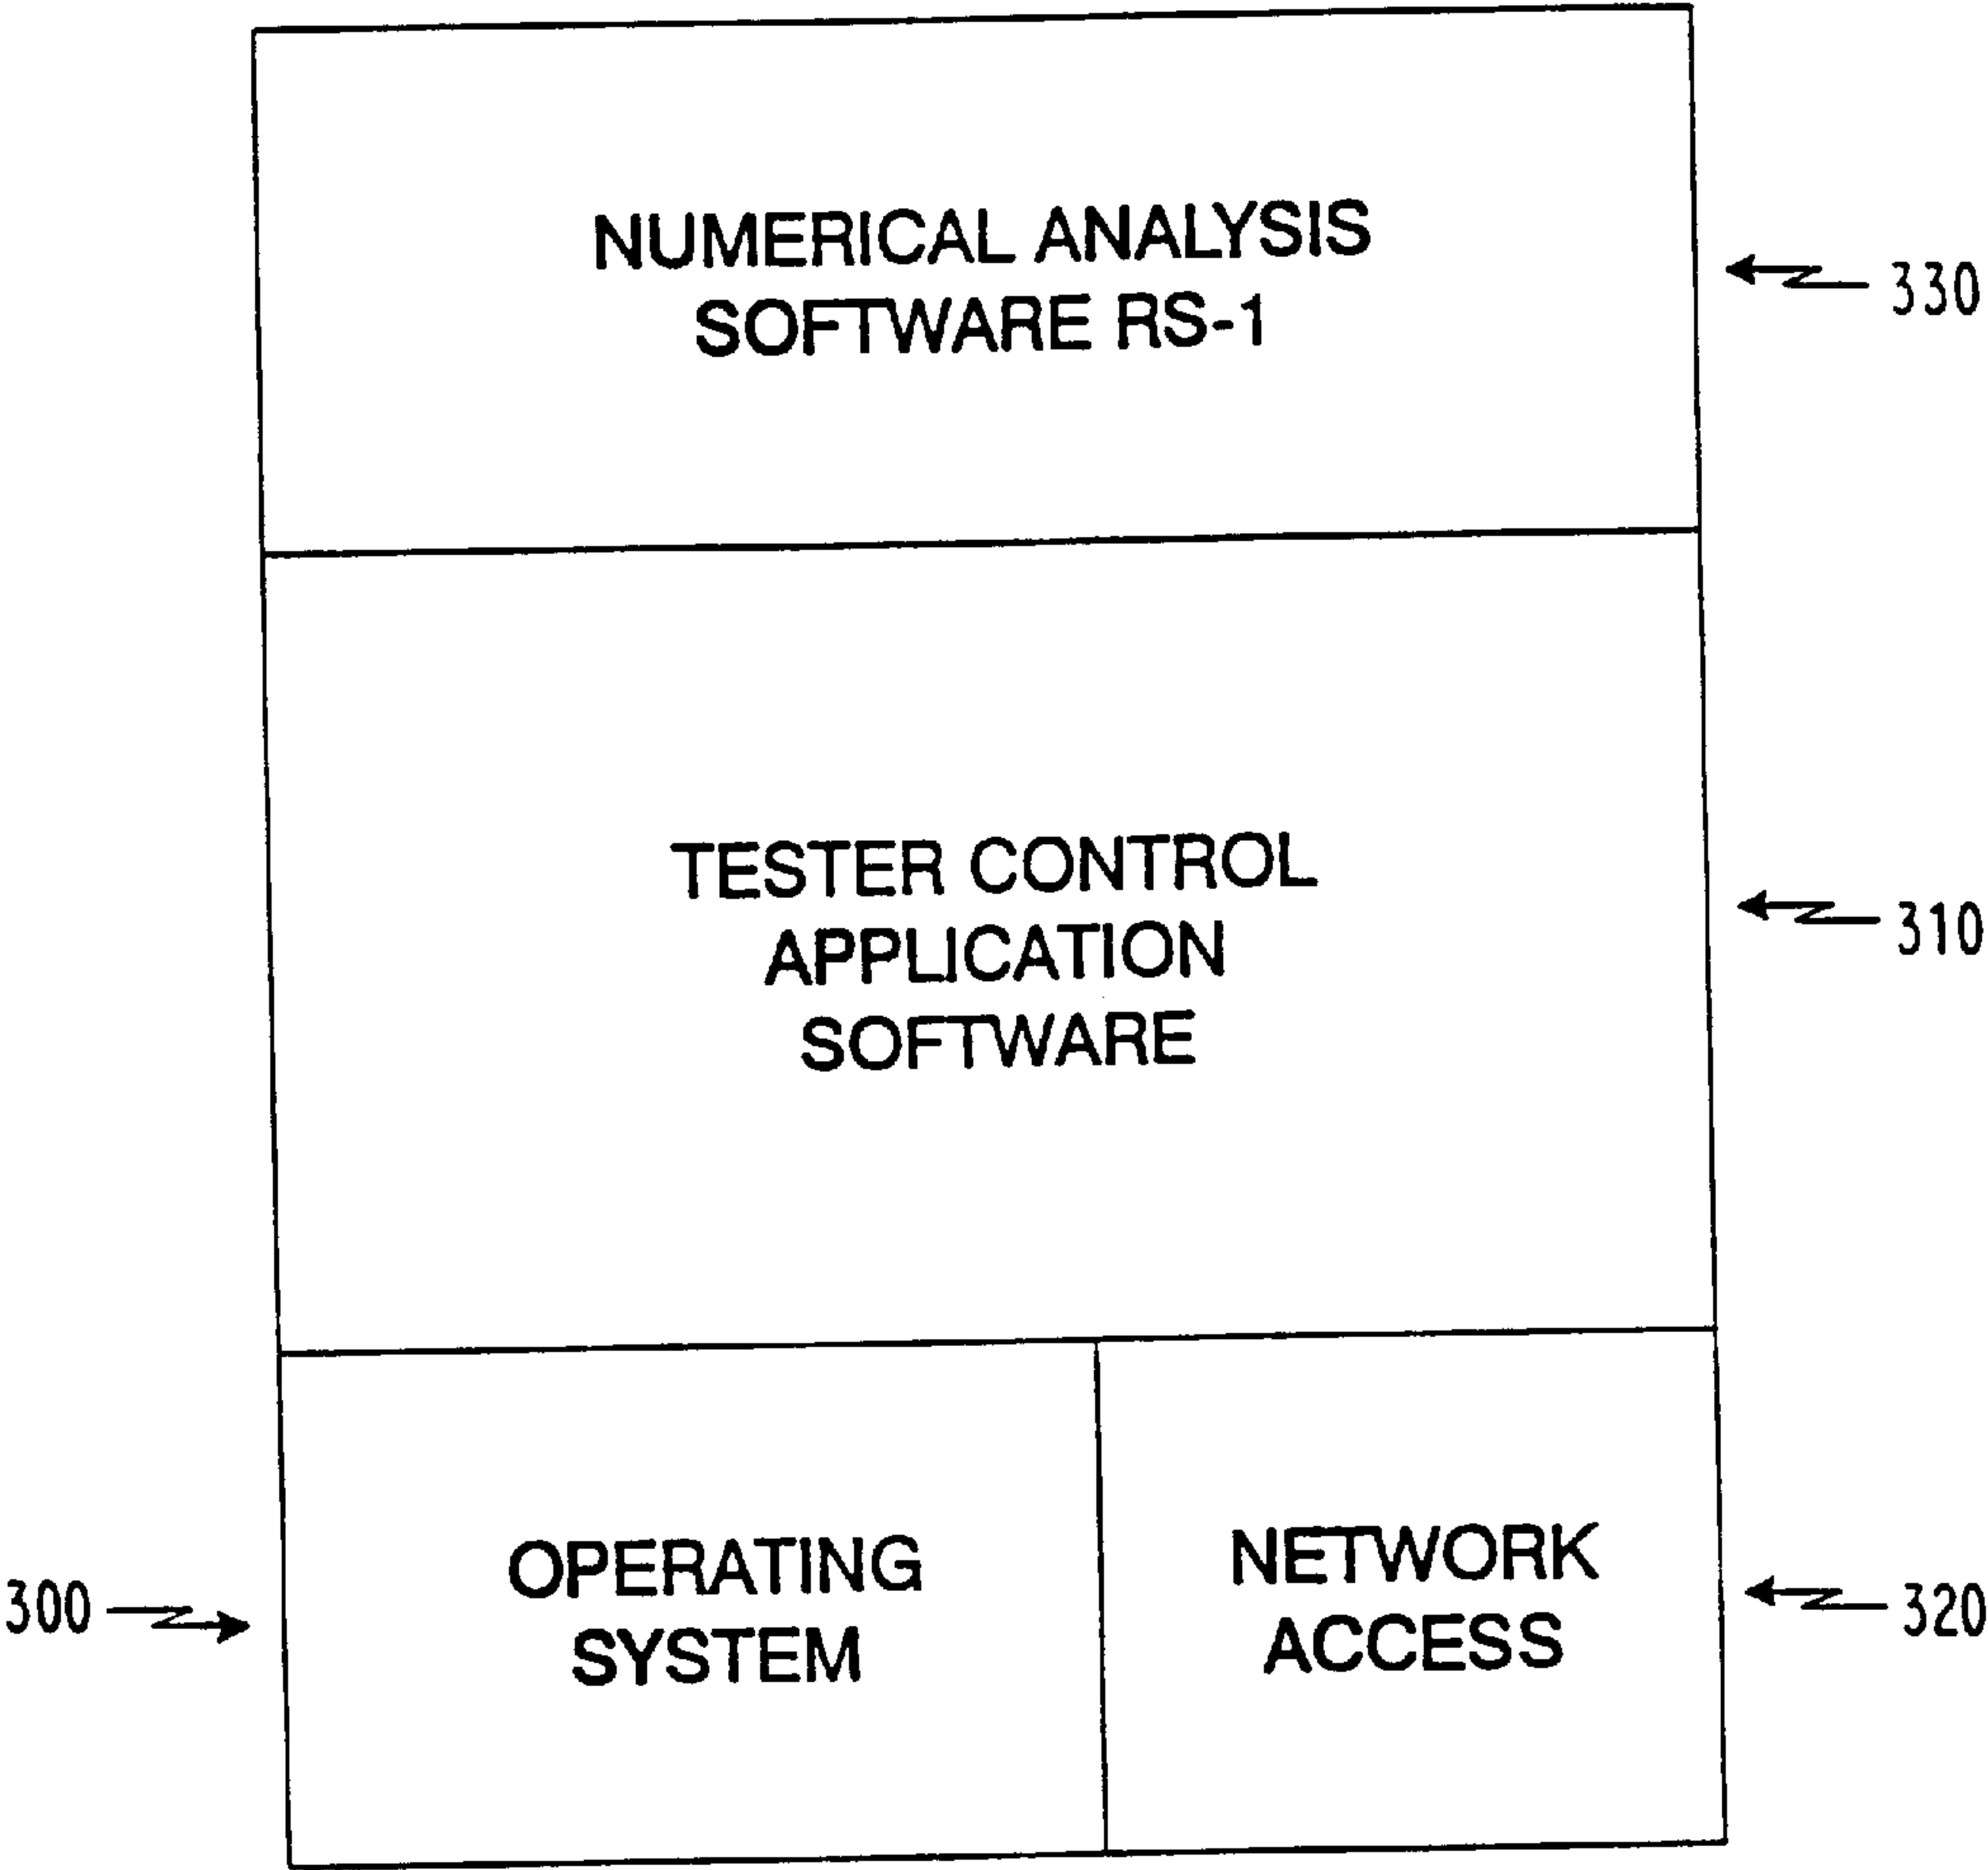 NUMERICAL ANALYSIS
SOFTWARE RS-1
330
TESTER CONTROL
APPLICATION
SOFTWARE
310
300
OPERATING
SYSTEM
NETWORK
ACCESS
320